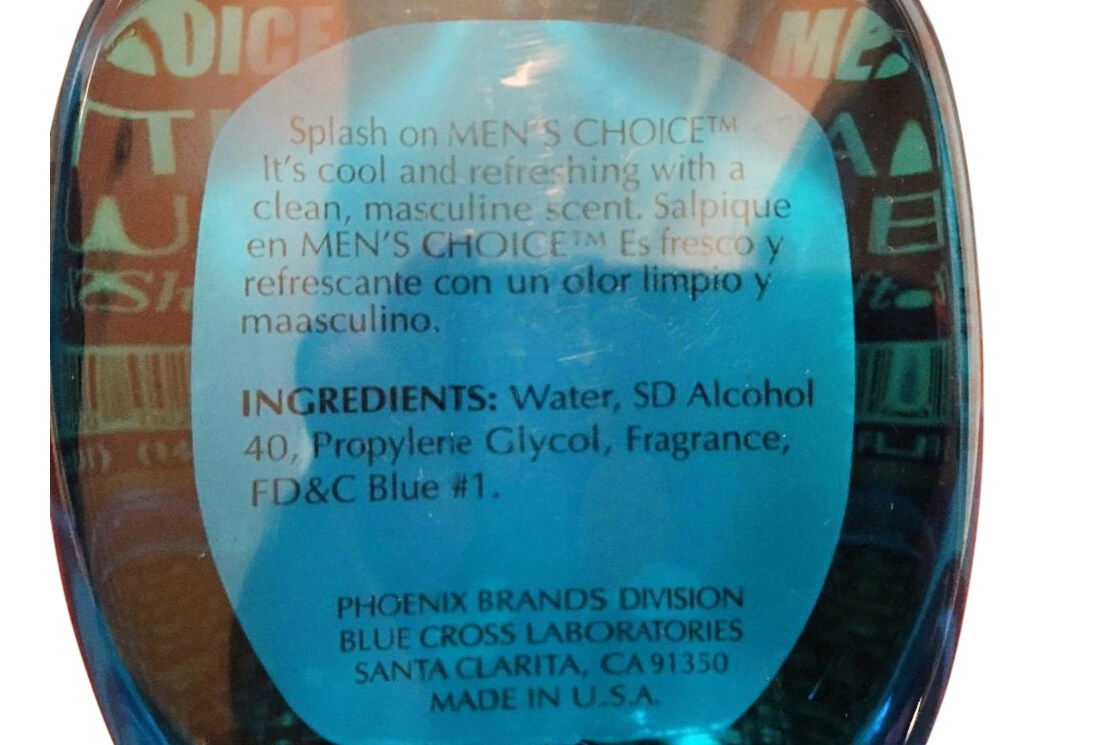 Splash on MEN'S CHOICE™
It's cool and refreshing with a
clean, masculine scent. Salpique
en MEN'S CHOICE™ Es fresco y
refrescante con un olor limpio y
maasculino.
INGREDIENTS: Water, SD Alcohol
40, Propylene Glycol, Fragrance,
FD&C Blue #1.
PHOENIX BRANDS DIVISION
BLUE CROSS LABORATORIES
SANTA CLARITA, CA 91350
MADE IN U.S.A.